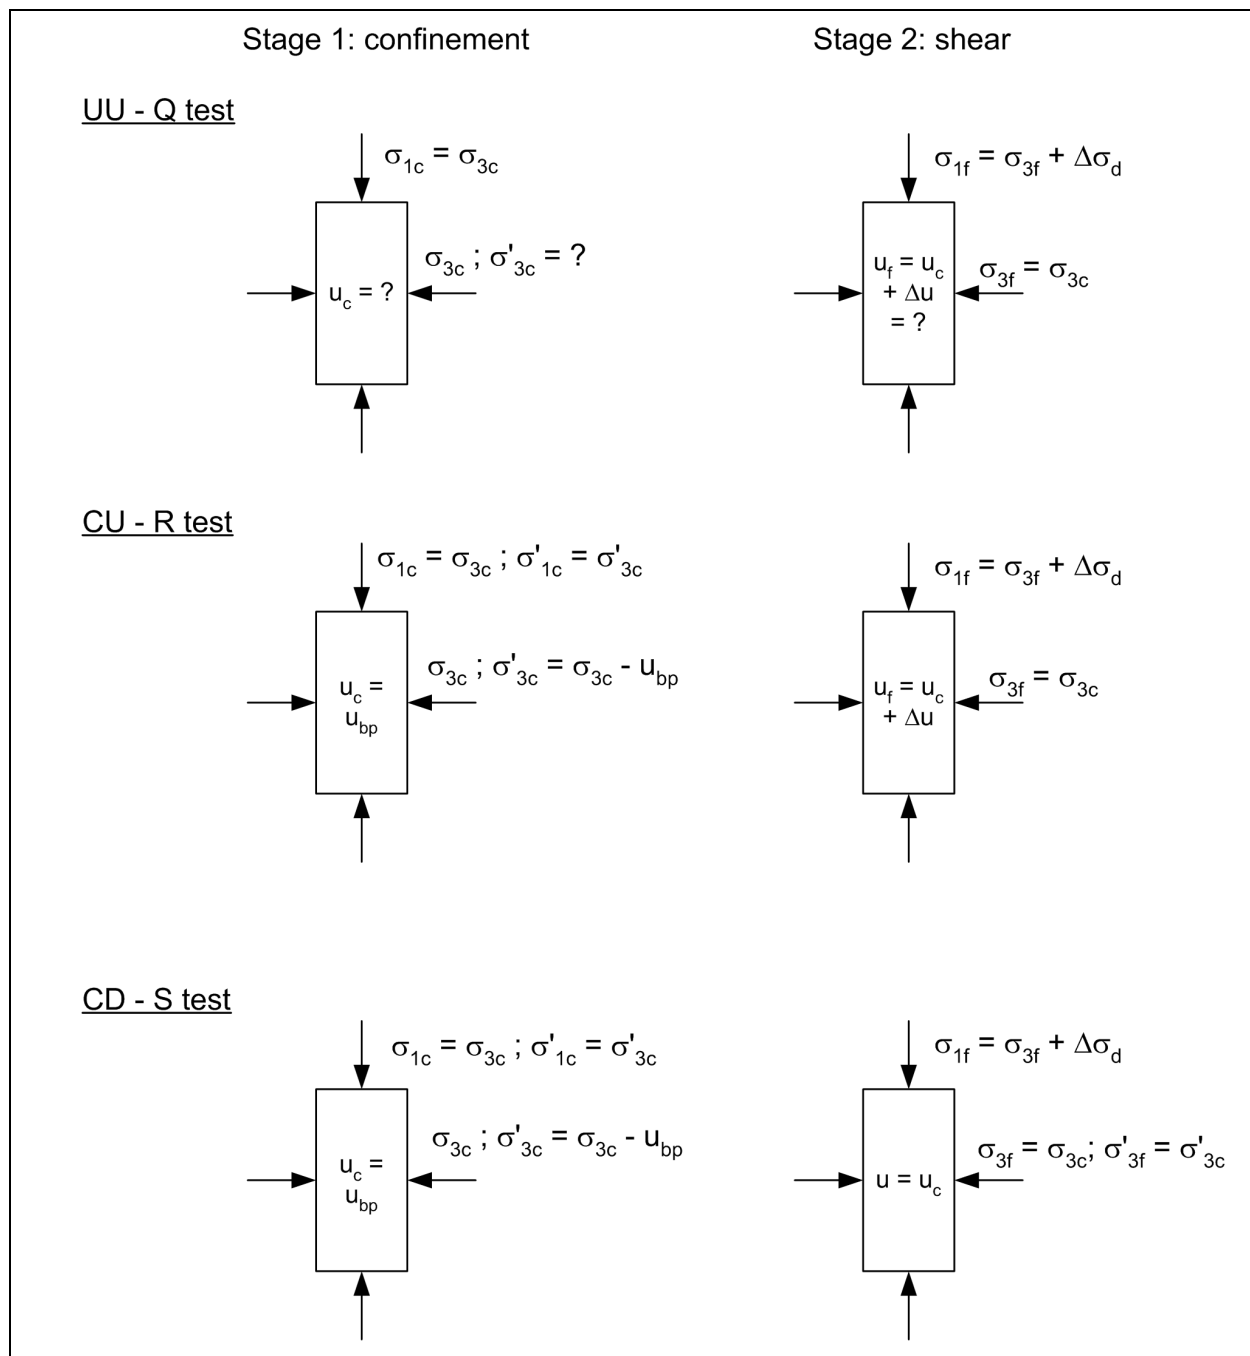 Stage 1: confinement
Stage 2: shear
UU - Q test
σ1c = σ3c
σ3c ; σ'3c = ?
uc = ?
σ1f = σ3f + Δσd
uf = uc
+ Δu
= ?
σ3f = σ3c
CU - R test
σ1c = σ3c ; σ'1c = σ'3c
σ3c ; σ'3c = σ3c - ubp
uc =
ubp
σ1f = σ3f + Δσd
σ3f = σ3c
uf = uc
+ Δu
CD - S test
σ1c = σ3c ; σ'1c = σ'3c
σ3c ; σ'3c = σ3c - ubp
uc =
ubp
σ1f = σ3f + Δσd
σ3f = σ3c; σ'3f = σ'3c
u = uc